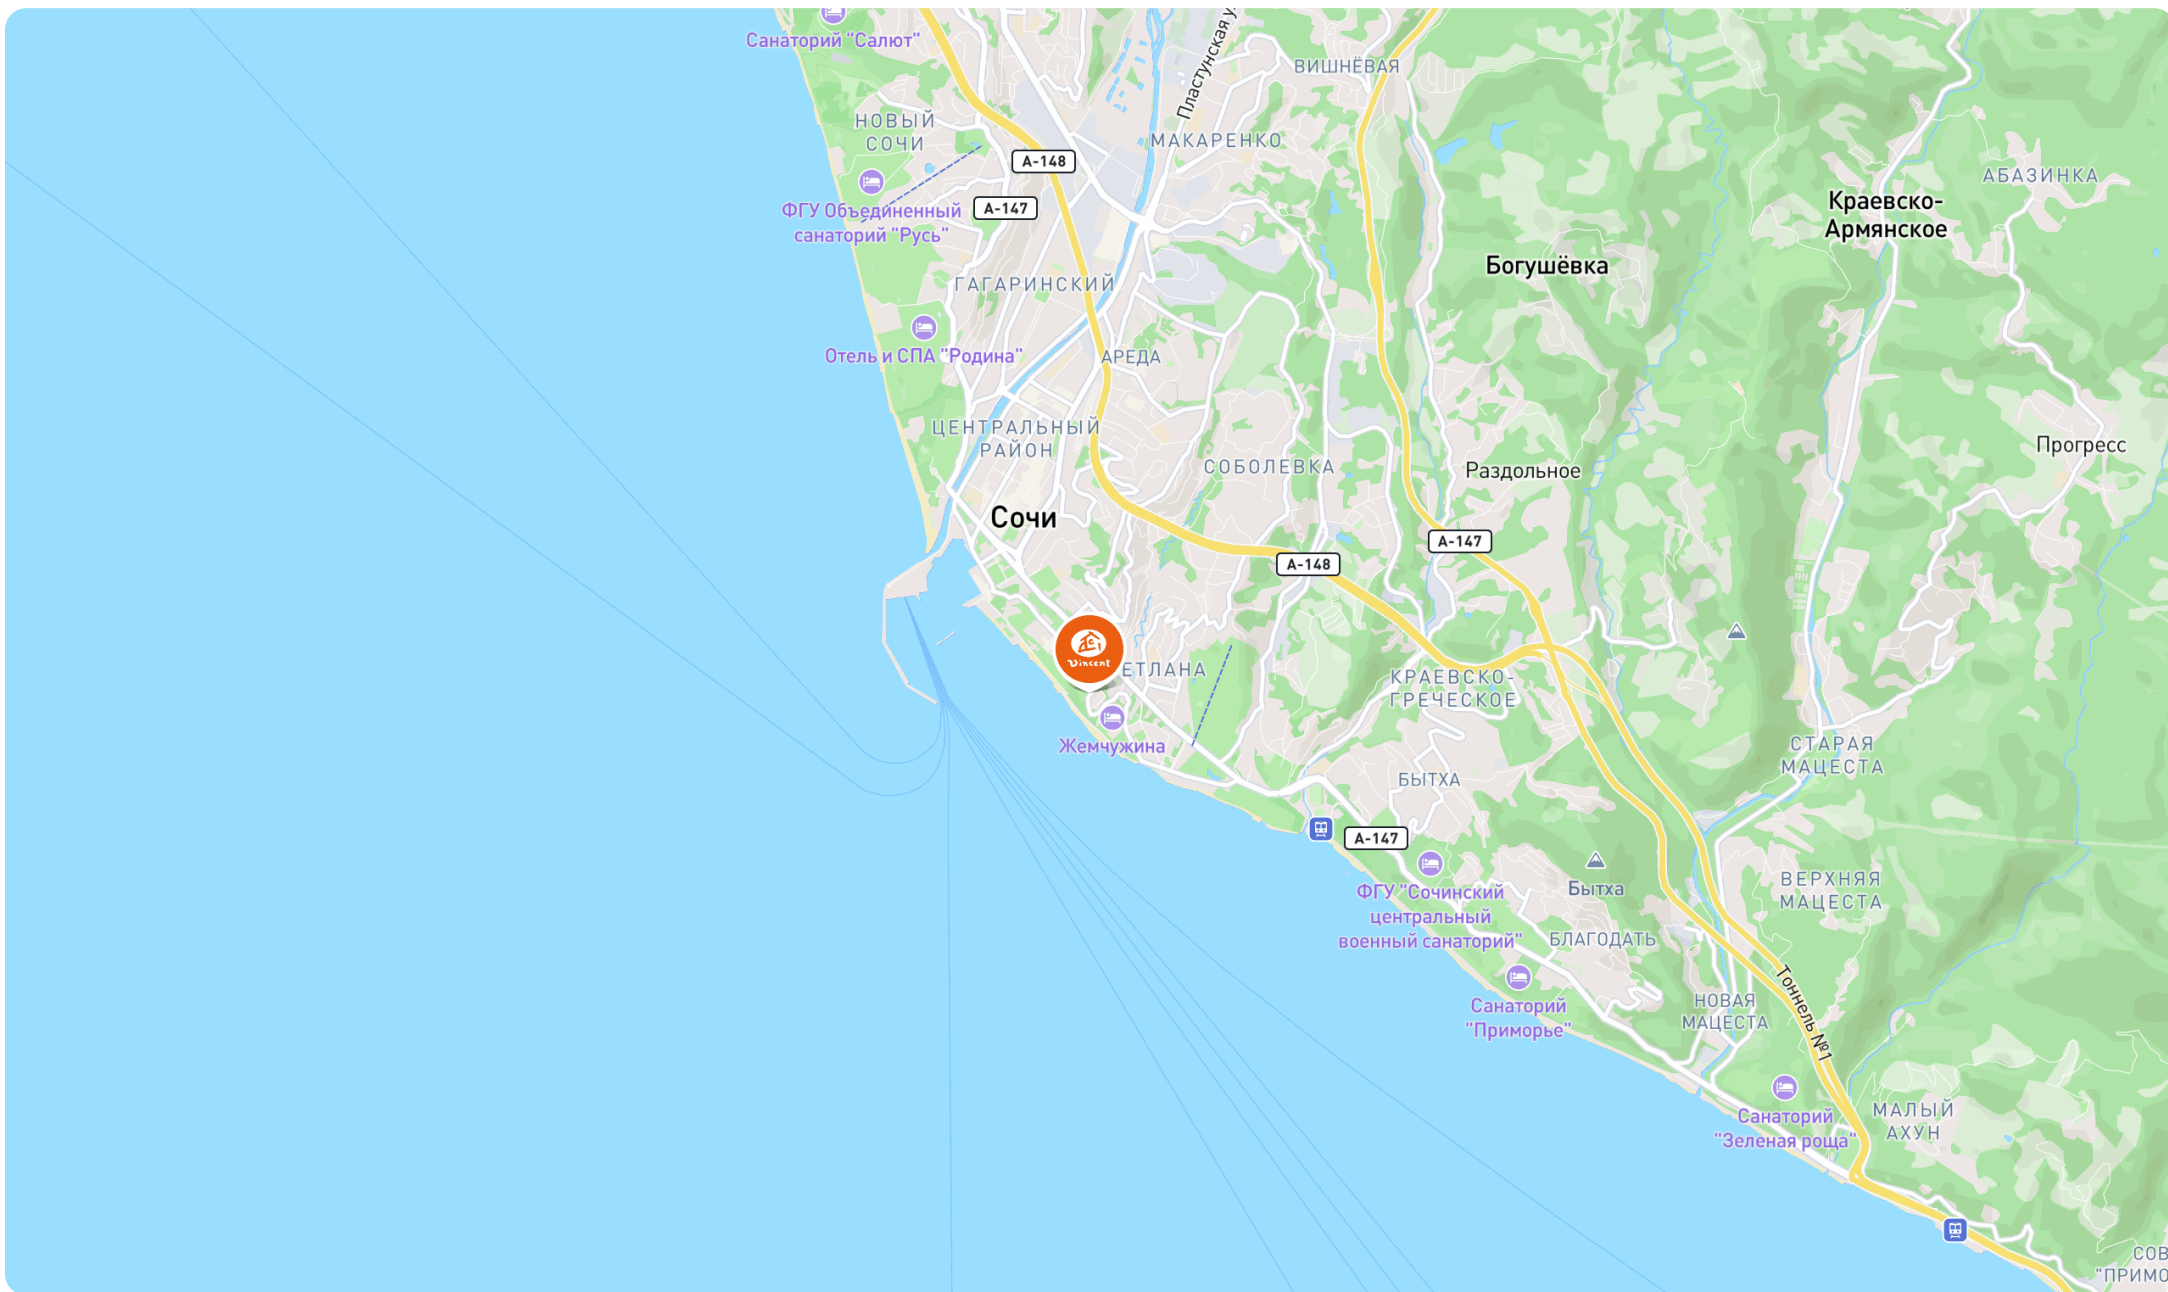 Санаторий "Салют"
Пластунская у
ВИШНЁВАЯ
НОВЫЙ
СОЧИ
МАКАРЕНКО
А-148
АБАЗИНКА
ФГУ Объединенный
санаторий "Русь"
А-147
Краевско-
Армянское
Богушёвка
ГАГАРИНСКИЙ
Отель и СПА "Родина"
АРЕДА
ЦЕНТРАЛЬНЫЙ
РАЙОН
СОБОЛЕВКА
Раздольное
Прогресс
Сочи
А-147
А-148
Vincent
ЕТЛАНА
КРАЕВСКО-
ГРЕЧЕСКОЕ
Жемчужина
СТАРАЯ
МАЦЕСТА
БЫТХА
А-147
ФГУ "Сочинский
центральный
военный санаторий"
Бытха
ВЕРХНЯЯ
МАЦЕСТА
БЛАГОДАТЬ
Санаторий
"Приморье"
НОВАЯ
МАЦЕСТА
Тоннель №1
Санаторий
"Зеленая роща"
МАЛЫЙ
АХУН
СОВ
"ПРИМО